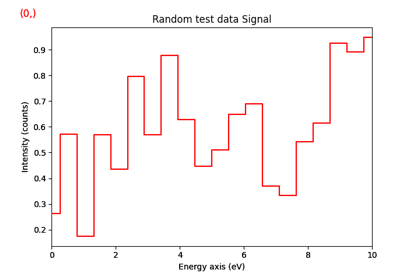 (0,)
Random test data Signal
Intensity (counts)
0.9
0.8
0.7
0.6
0.5
0.4
0.3
0.2
0 2 4 6 8 10
Energy axis (eV)